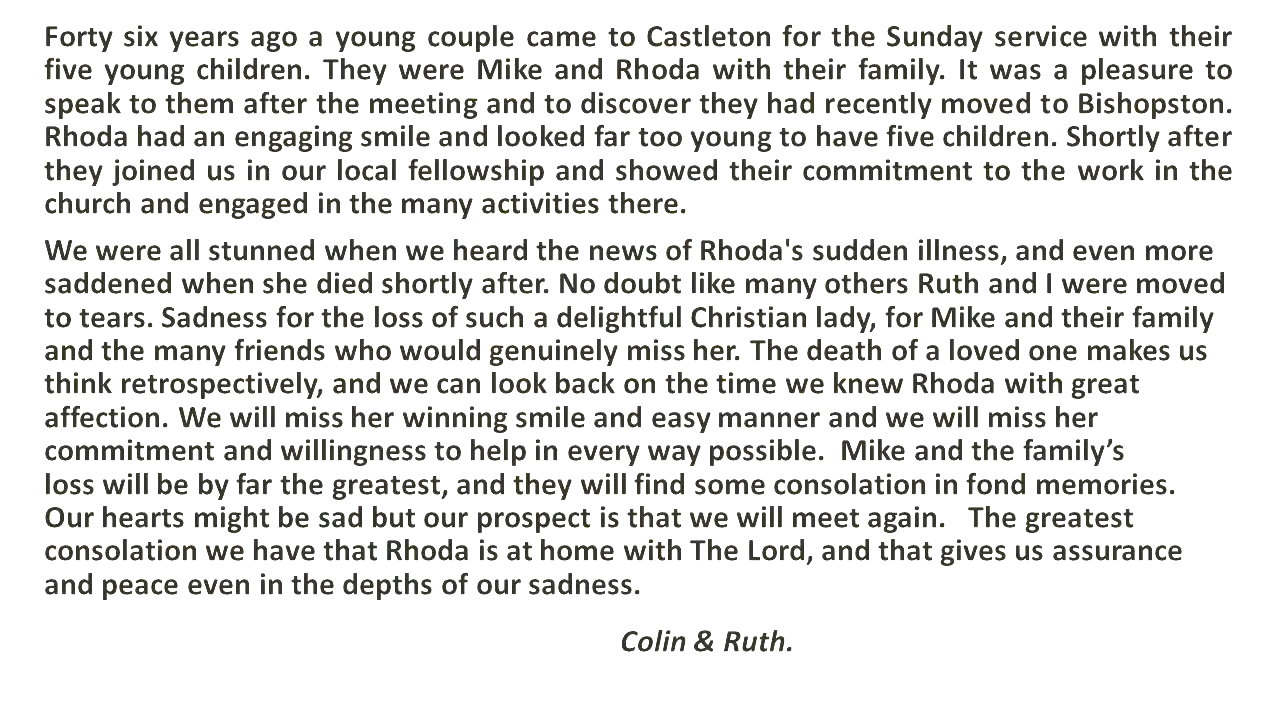 Forty six years ago a young couple came to Castleton for the Sunday service with their
five young children. They were Mike and Rhoda with their family. It was a pleasure to
speak to them after the meeting and to discover they had recently moved to Bishopston.
Rhoda had an engaging smile and looked far too young to have five children. Shortly after
they joined us in our local fellowship and showed their commitment to the work in the
church and engaged in the many activities there.
We were all stunned when we heard the news of Rhoda's sudden illness, and even more
saddened when she died shortly after. No doubt like many others Ruth and I were moved
to tears. Sadness for the loss of such a delightful Christian lady, for Mike and their family
and the many friends who would genuinely miss her. The death of a loved one makes us
think retrospectively, and we can look back on the time we knew Rhoda with great
affection. We will miss her winning smile and easy manner and we will miss her
commitment and willingness to help in every way possible.  Mike and the family’s
loss will be by far the greatest, and they will find some consolation in fond memories.
Our hearts might be sad but our prospect is that we will meet again.   The greatest
consolation we have that Rhoda is at home with The Lord, and that gives us assurance
and peace even in the depths of our sadness.
Colin & Ruth.